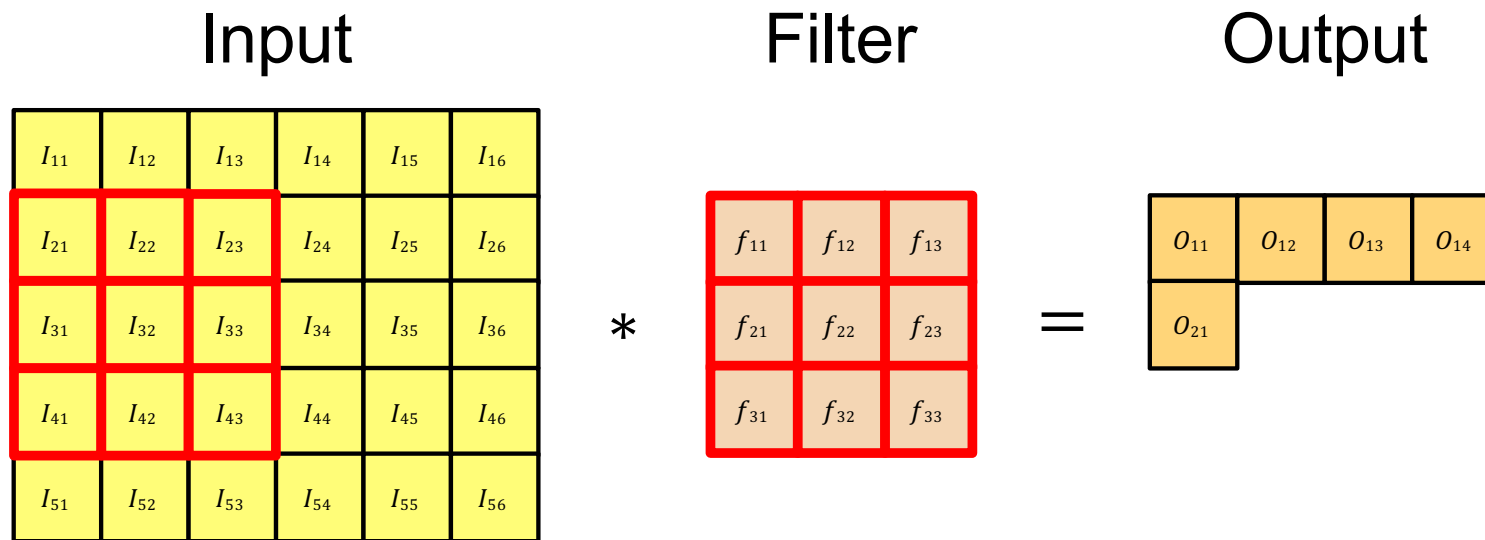 Input Filter Output
I₁₁ I₁₂ I₁₃ I₁₄ I₁₅ I₁₆
I₂₁ I₂₂ I₂₃ I₂₄ I₂₅ I₂₆ f₁₁ f₁₂ f₁₃ O₁₁ O₁₂ O₁₃ O₁₄
I₃₁ I₃₂ I₃₃ I₃₄ I₃₅ I₃₆ * f₂₁ f₂₂ f₂₃ = O₂₁
I₄₁ I₄₂ I₄₃ I₄₄ I₄₅ I₄₆ f₃₁ f₃₂ f₃₃
I₅₁ I₅₂ I₅₃ I₅₄ I₅₅ I₅₆